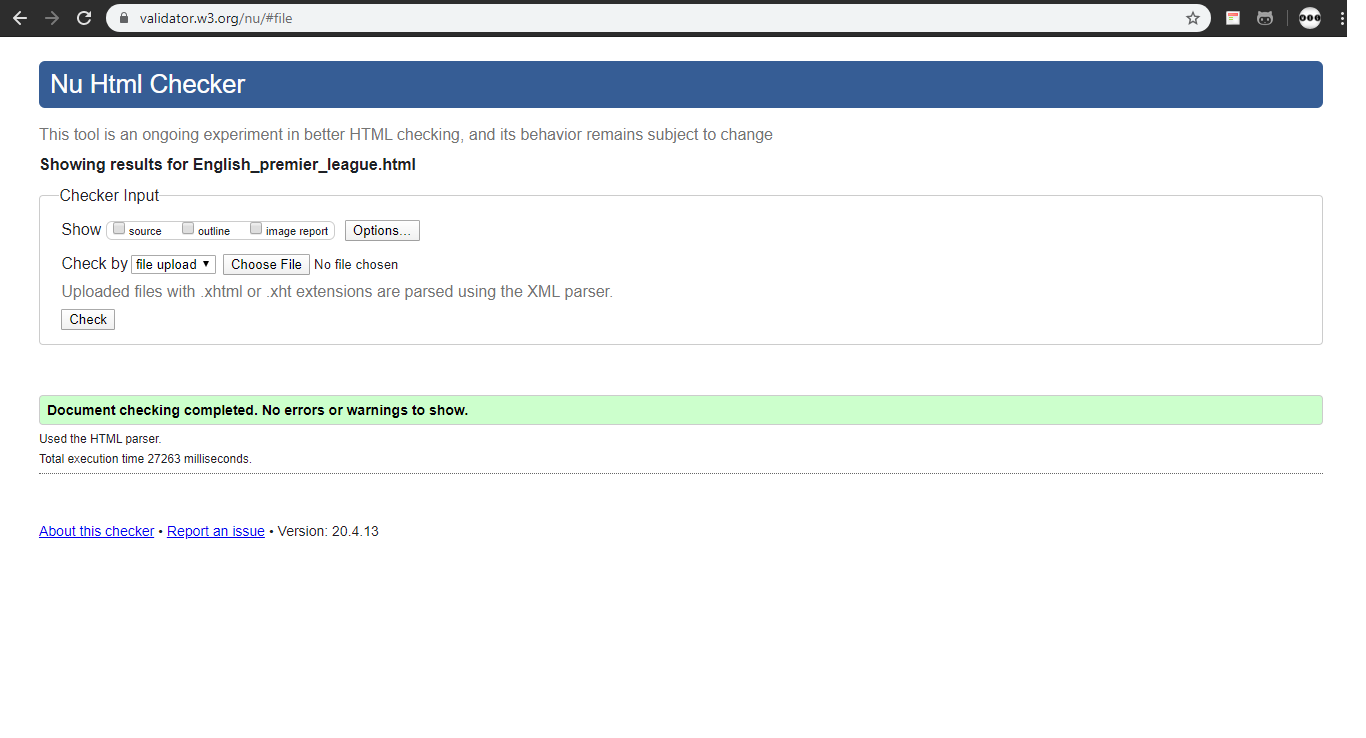 validator.w3.org/nu/#file
Nu Html Checker
This tool is an ongoing experiment in better HTML checking, and its behavior remains subject to change
Showing results for English_premier_league.html
Checker Input
Show source outline image report Options...
Check by file upload ▼ Choose File No file chosen
Uploaded files with .xhtml or .xht extensions are parsed using the XML parser.
Check
Document checking completed. No errors or warnings to show.
Used the HTML parser.
Total execution time 27263 milliseconds.
About this checker • Report an issue • Version: 20.4.13